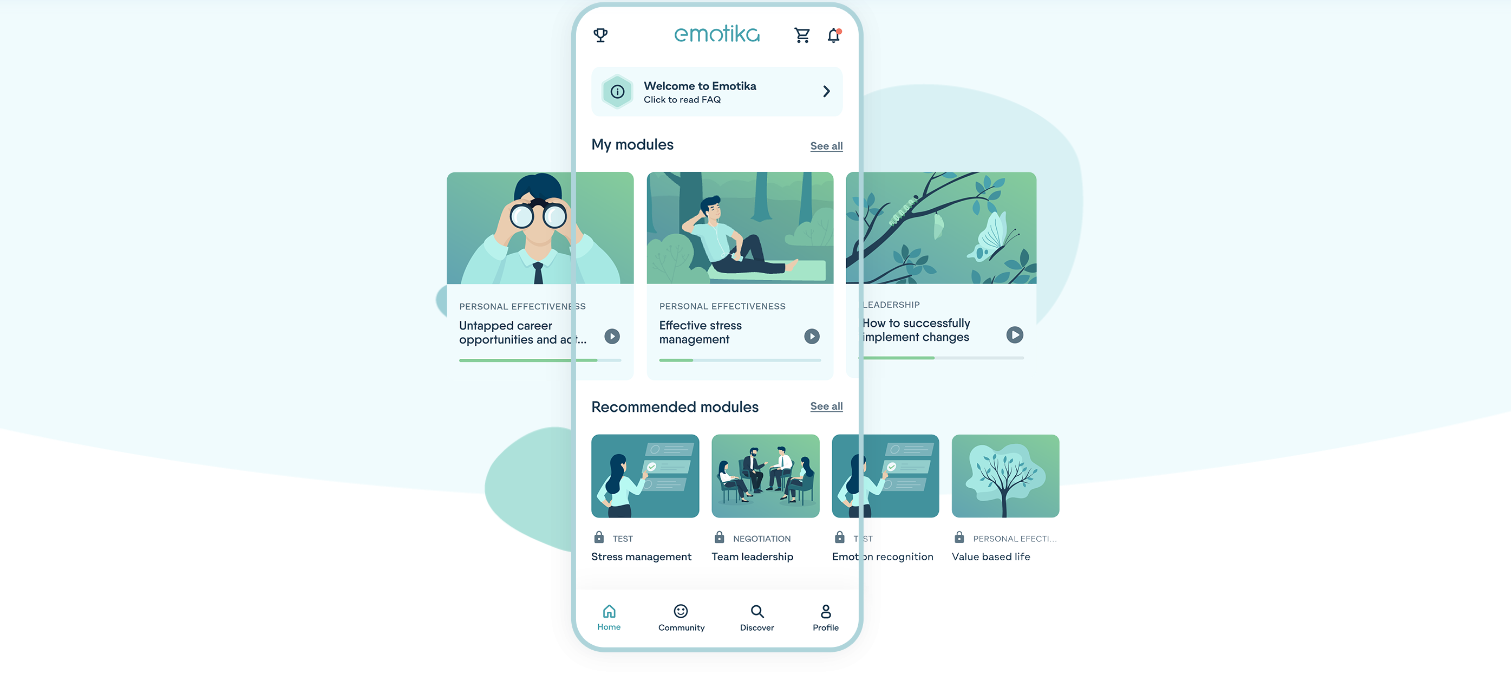 emotika
Welcome to Emotika
Click to read FAQ
My modules
See all
PERSONAL EFFECTIVENESS
Untapped career
opportunities and act...
PERSONAL EFFECTIVENESS
Effective stress
management
LEADERSHIP
How to successfully
implement changes
Recommended modules
See all
TEST
Stress management
NEGOTIATION
Team leadership
TEST
Emotion recognition
PERSONAL EFECTI...
Value based life
Home
Community
Discover
Profile